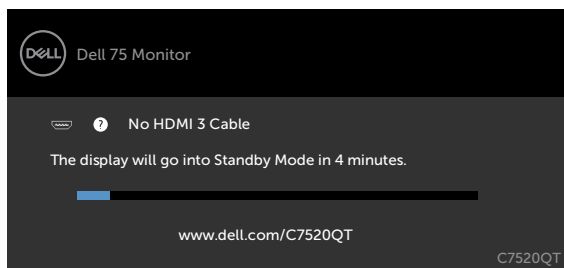 DELL
Dell 75 Monitor
? No HDMI 3 Cable
The display will go into Standby Mode in 4 minutes.
www.dell.com/C7520QT
C7520QT